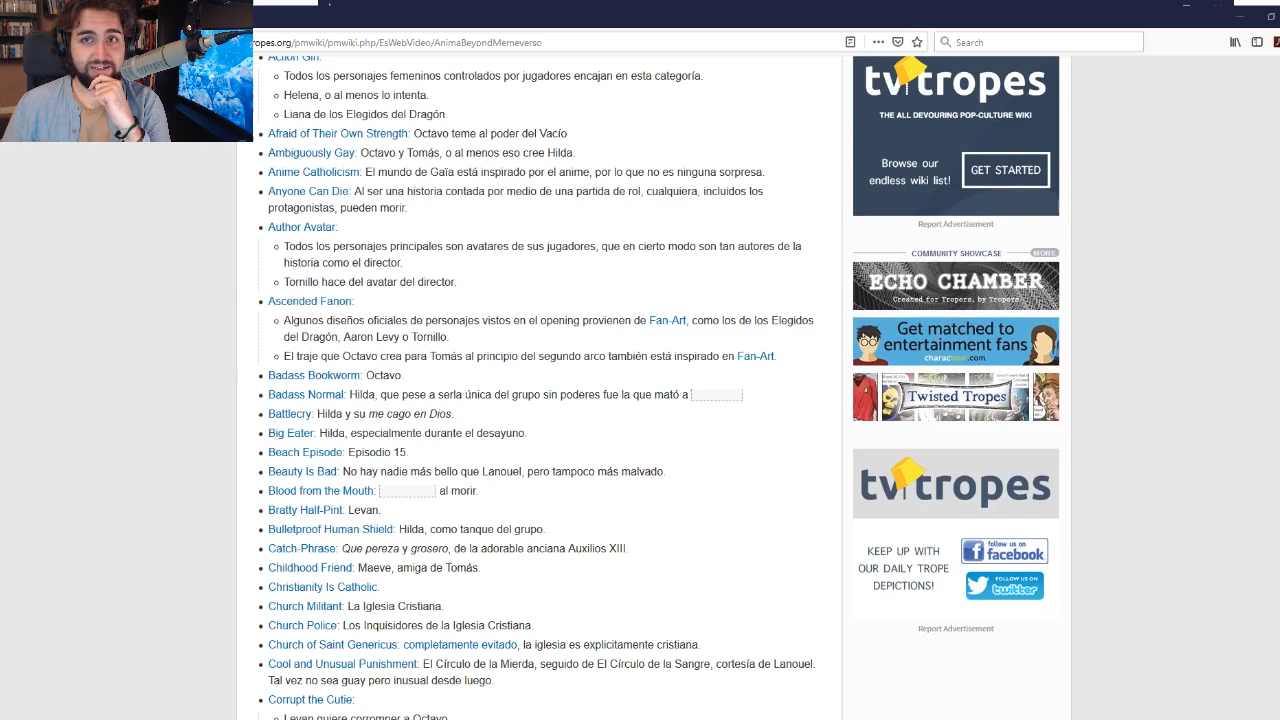 ropes.org/pmwiki/pmwiki.php/EsWebVideo/AnimaBeyondMemeverso
Search
Action Girl:
Todos los personajes femeninos controlados por jugadores encajan en esta categoría.
Helena, o al menos lo intenta.
Liana de los Elegidos del Dragón.
Afraid of Their Own Strength: Octavo teme al poder del Vacío
Ambiguously Gay: Octavo y Tomás, o al menos eso cree Hilda.
Anime Catholicism: El mundo de Gaïa está inspirado por el anime, por lo que no es ninguna sorpresa.
Anyone Can Die: Al ser una historia contada por medio de una partida de rol, cualquiera, incluidos los
protagonistas, pueden morir.
Author Avatar:
Todos los personajes principales son avatares de sus jugadores, que en cierto modo son tan autores de la
historia como el director.
Tornillo hace del avatar del director.
Ascended Fanon:
Algunos diseños oficiales de personajes vistos en el opening provienen de Fan-Art, como los de los Elegidos
del Dragón, Aaron Levy o Tornillo.
El traje que Octavo crea para Tomás al principio del segundo arco también está inspirado en Fan-Art.
Badass Bookworm: Octavo.
Badass Normal: Hilda, que pese a serla única del grupo sin poderes fue la que mató a
Battlecry: Hilda y su me cago en Dios.
Big Eater: Hilda, especialmente durante el desayuno.
Beach Episode: Episodio 15.
Beauty Is Bad: No hay nadie más bello que Lanouel, pero tampoco más malvado.
Blood from the Mouth: al morir.
Bratty Half-Pint: Levan.
Bulletproof Human Shield: Hilda, como tanque del grupo.
Catch-Phrase: Que pereza y grosero, de la adorable anciana Auxilios XIII.
Childhood Friend: Maeve, amiga de Tomás.
Christianity Is Catholic.
Church Militant: La Iglesia Cristiana.
Church Police: Los Inquisidores de la Iglesia Cristiana.
Church of Saint Genericus: completamente evitado, la iglesia es explicitamente cristiana.
Cool and Unusual Punishment: El Círculo de la Mierda, seguido de El Círculo de la Sangre, cortesía de Lanouel.
Tal vez no sea guay pero inusual desde luego.
Corrupt the Cutie:
Levan quiere corromper a Octavo
tvtropes
THE ALL DEVOURING POP-CULTURE WIKI
Browse our
endless wiki list!
GET STARTED
Report Advertisement
COMMUNITY SHOWCASE
MORE
ECHO CHAMBER
Created for Tropers, by Tropers
Get matched to
entertainment fans
charactour.com
Twisted Tropes
tvtropes
KEEP UP WITH
OUR DAILY TROPE
DEPICTIONS!
follow us on
facebook
FOLLOW US ON
twitter
Report Advertisement